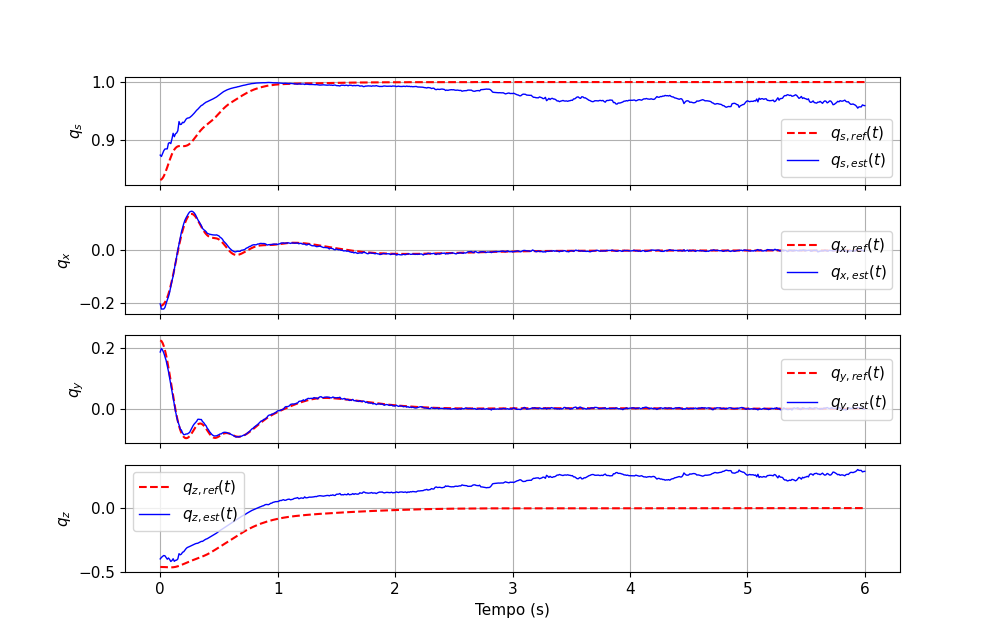 1.0
0.9
q_s
q_{s,ref}(t)
q_{s,est}(t)
0.0
−0.2
q_x
q_{x,ref}(t)
q_{x,est}(t)
0.2
0.0
q_y
q_{y,ref}(t)
q_{y,est}(t)
0.0
−0.5
q_z
q_{z,ref}(t)
q_{z,est}(t)
0 1 2 3 4 5 6
Tempo (s)